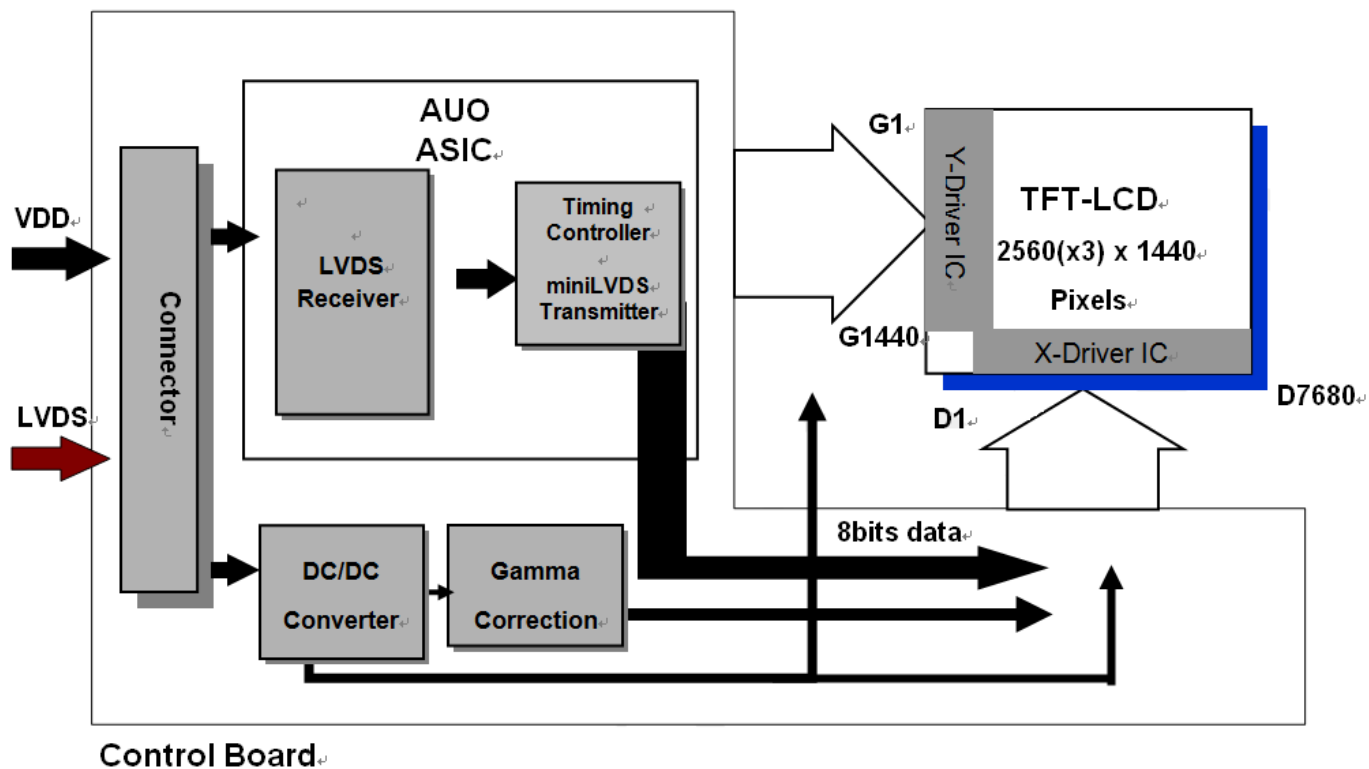 AUO
ASIC
VDD
LVDS
Connector
LVDS
Receiver
Timing
Controller
miniLVDS
Transmitter
DC/DC
Converter
Gamma
Correction
8bits data
G1
G1440
Y-Driver IC
TFT-LCD
2560(x3) x 1440
Pixels
X-Driver IC
D1
D7680
Control Board